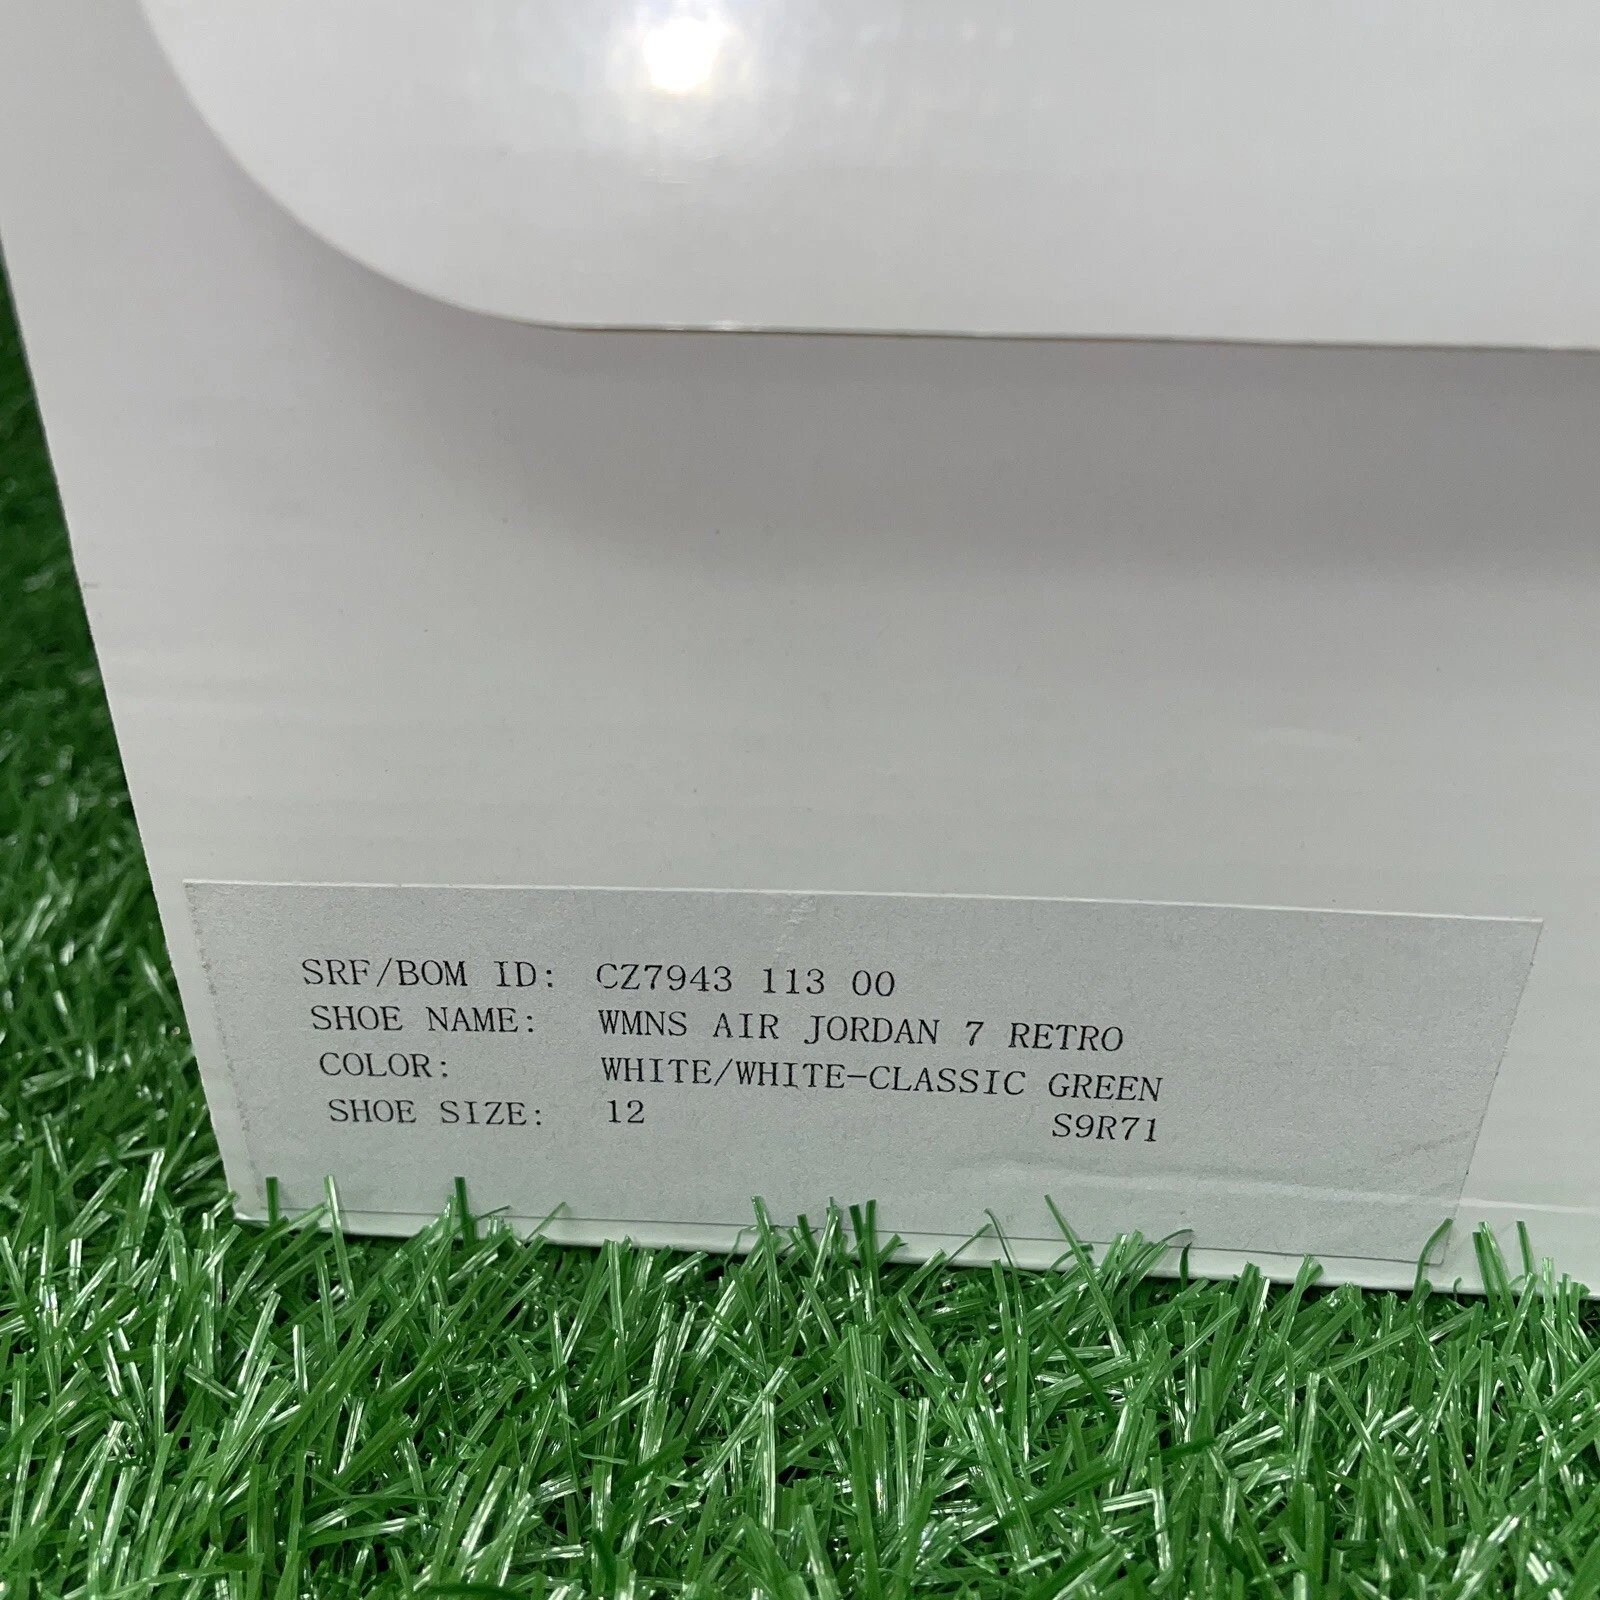 SRF/BOM ID: CZ7943 113 00
SHOE NAME: WMNS AIR JORDAN 7 RETRO
COLOR: WHITE/WHITE-CLASSIC GREEN
SHOE SIZE: 12 S9R71